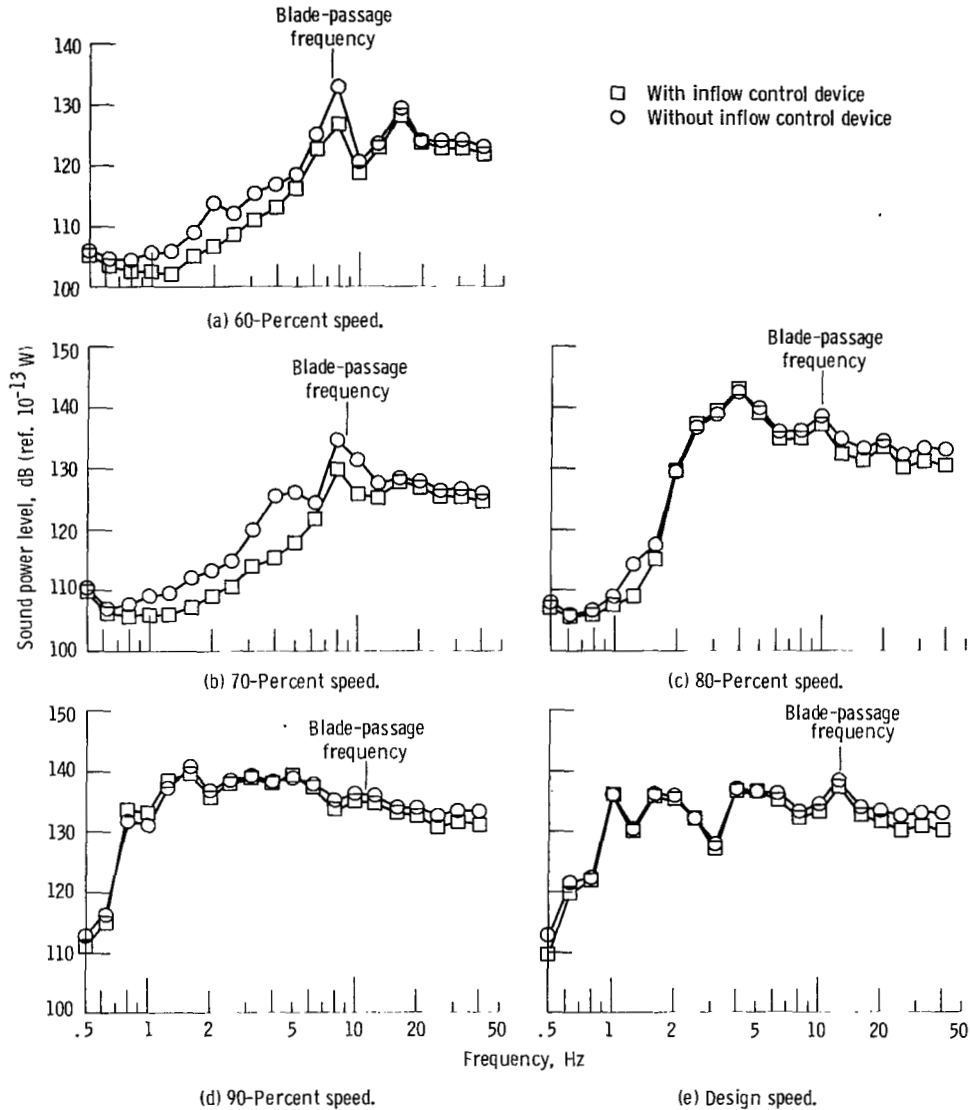 Blade-passage
frequency
140
130
120
110
100
□ With inflow control device
○ Without inflow control device
(a) 60-Percent speed.
Sound power level, dB (ref. 10⁻¹³ W)
150
140
130
120
110
100
Blade-passage
frequency
(b) 70-Percent speed.
Blade-passage
frequency
(c) 80-Percent speed.
150
140
130
120
110
100
Blade-passage
frequency
.5 1 2 5 10 20 50
(d) 90-Percent speed.
Blade-passage
frequency
.5 1 2 5 10 20 50
Frequency, Hz
(e) Design speed.